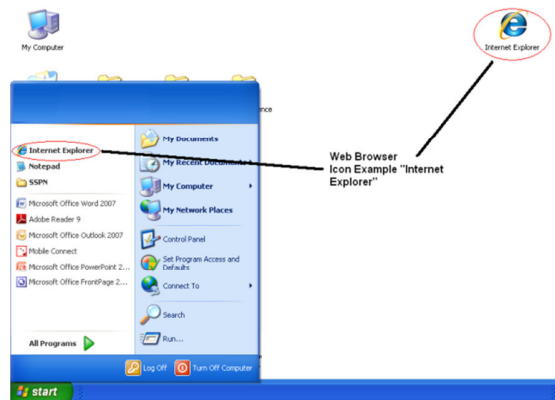 My Computer
Internet Explorer
nce
Internet Explorer
Notepad
SSPN
Microsoft Office Word 2007
Adobe Reader 9
Microsoft Office Outlook 2007
Mobile Connect
Microsoft Office PowerPoint 2...
Microsoft Office FrontPage 2...
All Programs
My Documents
My Recent Documents
My Computer
My Network Places
Control Panel
Set Program Access and
Defaults
Connect To
Search
Run...
Log Off
Turn Off Computer
start
Web Browser
Icon Example "Internet
Explorer"